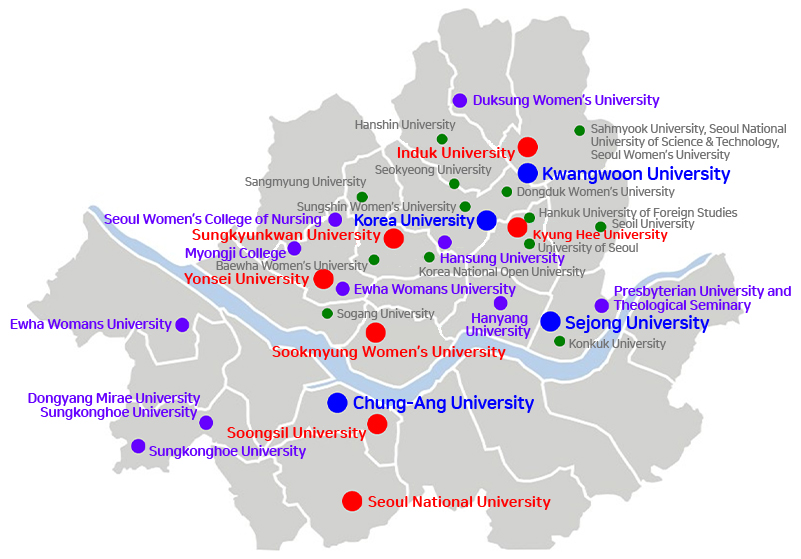 Duksung Women's University
Hanshin University
Sahmyook University, Seoul National
University of Science & Technology,
Seoul Women's University
Induk University
Seokyeong University
Kwangwoon University
Sangmyung University
Dongduk Women's University
Sungshin Women's University
Seoul Women's College of Nursing
Korea University
Hankuk University of Foreign Studies
Seoil University
Sungkyunkwan University
Kyung Hee University
Myongji College
University of Seoul
Hansung University
Baewha Women's University
Korea National Open University
Yonsei University
Ewha Womans University
Presbyterian University and
Theological Seminary
Sogang University
Hanyang
University
Ewha Womans University
Sejong University
Konkuk University
Sookmyung Women's University
Dongyang Mirae University
Sungkonghoe University
Chung-Ang University
Soongsil University
Sungkonghoe University
Seoul National University